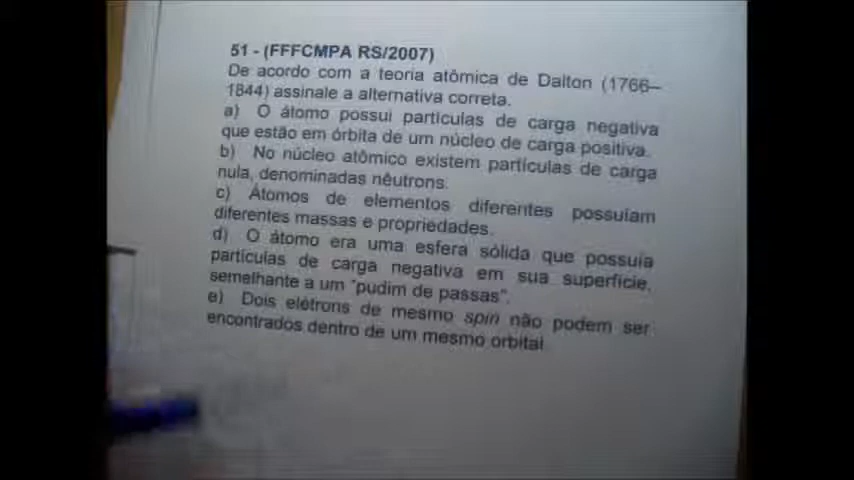 51 - (FFFCMPA RS/2007)
De acordo com a teoria atômica de Dalton (1766–
1844) assinale a alternativa correta.
a) O átomo possui partículas de carga negativa
que estão em órbita de um núcleo de carga positiva.
b) No núcleo atômico existem partículas de carga
nula, denominadas nêutrons.
c) Átomos de elementos diferentes possuíam
diferentes massas e propriedades.
d) O átomo era uma esfera sólida que possuía
partículas de carga negativa em sua superfície,
semelhante a um "pudim de passas".
e) Dois elétrons de mesmo spin não podem ser
encontrados dentro de um mesmo orbital